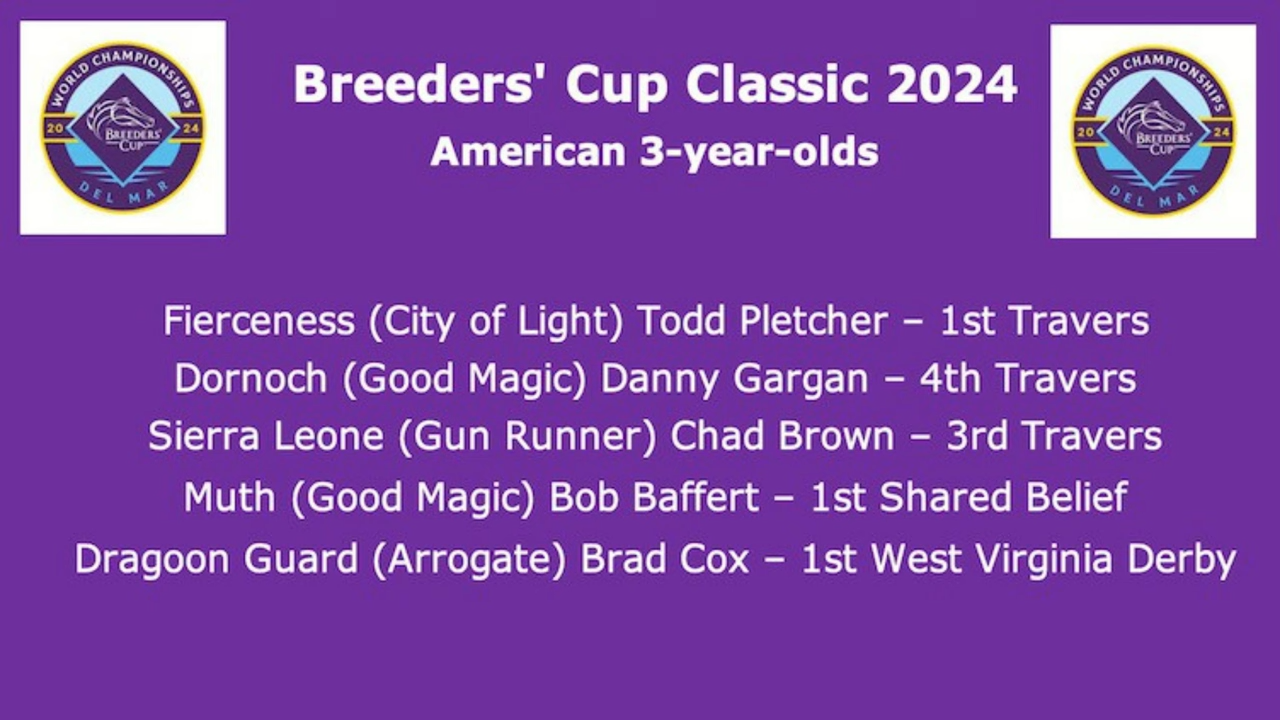 WORLD CHAMPIONSHIPS
20 24
BREEDERS'
CUP
DEL MAR
Breeders' Cup Classic 2024
American 3-year-olds
WORLD CHAMPIONSHIPS
20 24
BREEDERS'
CUP
DEL MAR
Fierceness (City of Light) Todd Pletcher – 1st Travers
Dornoch (Good Magic) Danny Gargan – 4th Travers
Sierra Leone (Gun Runner) Chad Brown – 3rd Travers
Muth (Good Magic) Bob Baffert – 1st Shared Belief
Dragoon Guard (Arrogate) Brad Cox – 1st West Virginia Derby